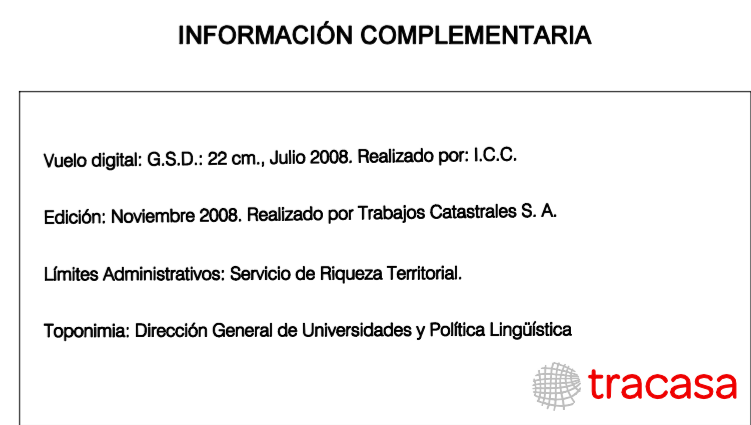 INFORMACIÓN COMPLEMENTARIA
Vuelo digital: G.S.D.: 22 cm., Julio 2008. Realizado por: I.C.C.
Edición: Noviembre 2008. Realizado por Trabajos Catastrales S. A.
Límites Administrativos: Servicio de Riqueza Territorial.
Toponimia: Dirección General de Universidades y Política Lingüística
tracasa